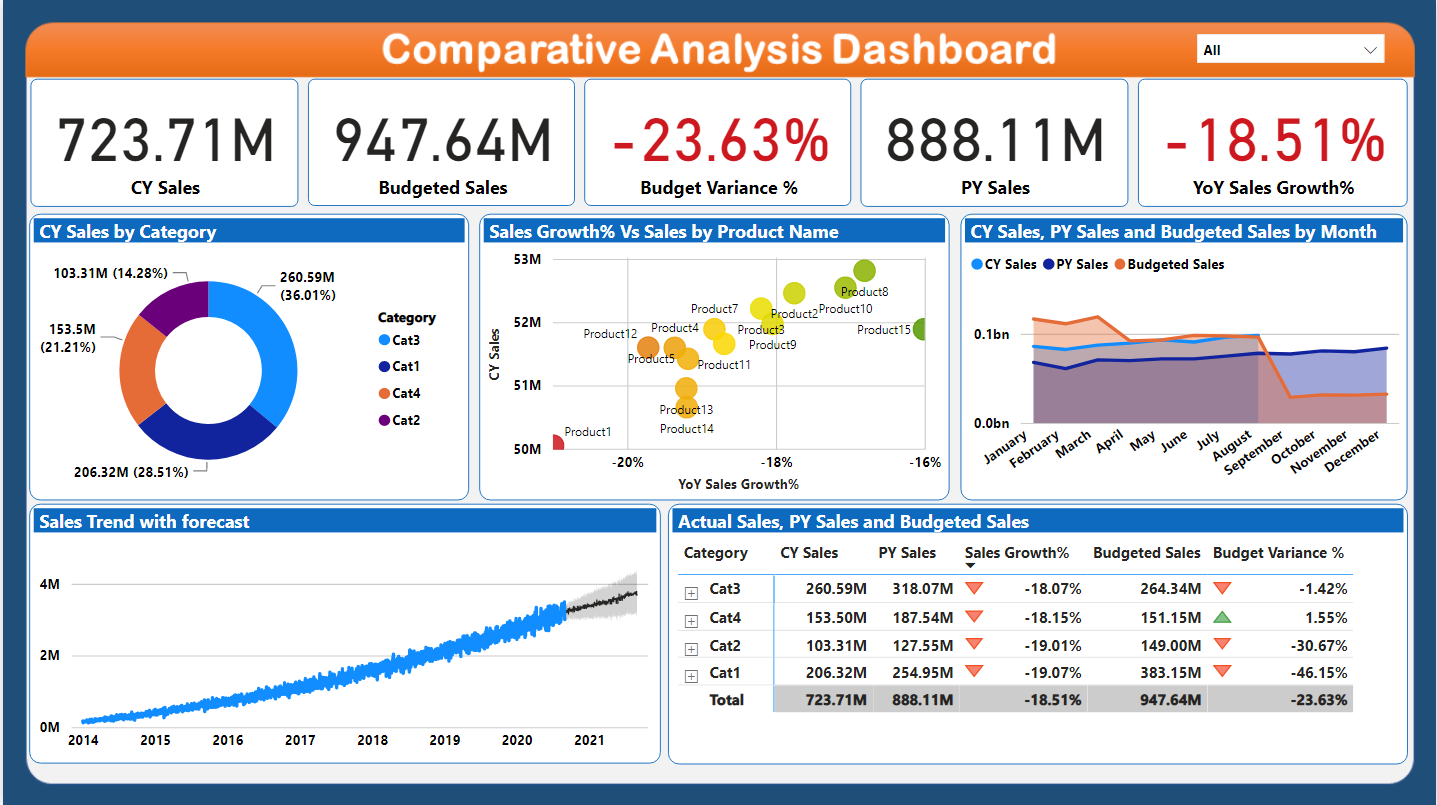 Comparative Analysis Dashboard
All
723.71M
CY Sales
947.64M
Budgeted Sales
-23.63%
Budget Variance %
888.11M
PY Sales
-18.51%
YoY Sales Growth%
CY Sales by Category
103.31M (14.28%)
260.59M
(36.01%)
153.5M
(21.21%)
206.32M (28.51%)
Category
Cat3
Cat1
Cat4
Cat2
Sales Growth% Vs Sales by Product Name
CY Sales
53M
52M
51M
50M
Product8
Product7
Product2
Product10
Product12
Product4
Product3
Product15
Product9
Product5
Product11
Product13
Product14
Product1
-20%
-18%
-16%
YoY Sales Growth%
CY Sales, PY Sales and Budgeted Sales by Month
CY Sales PY Sales Budgeted Sales
0.1bn
0.0bn
January
February
March
April
May
June
July
August
September
October
November
December
Sales Trend with forecast
4M
2M
0M
2014 2015 2016 2017 2018 2019 2020 2021
Actual Sales, PY Sales and Budgeted Sales
Category CY Sales PY Sales Sales Growth% Budgeted Sales Budget Variance %
Cat3 260.59M 318.07M -18.07% 264.34M -1.42%
Cat4 153.50M 187.54M -18.15% 151.15M 1.55%
Cat2 103.31M 127.55M -19.01% 149.00M -30.67%
Cat1 206.32M 254.95M -19.07% 383.15M -46.15%
Total 723.71M 888.11M -18.51% 947.64M -23.63%